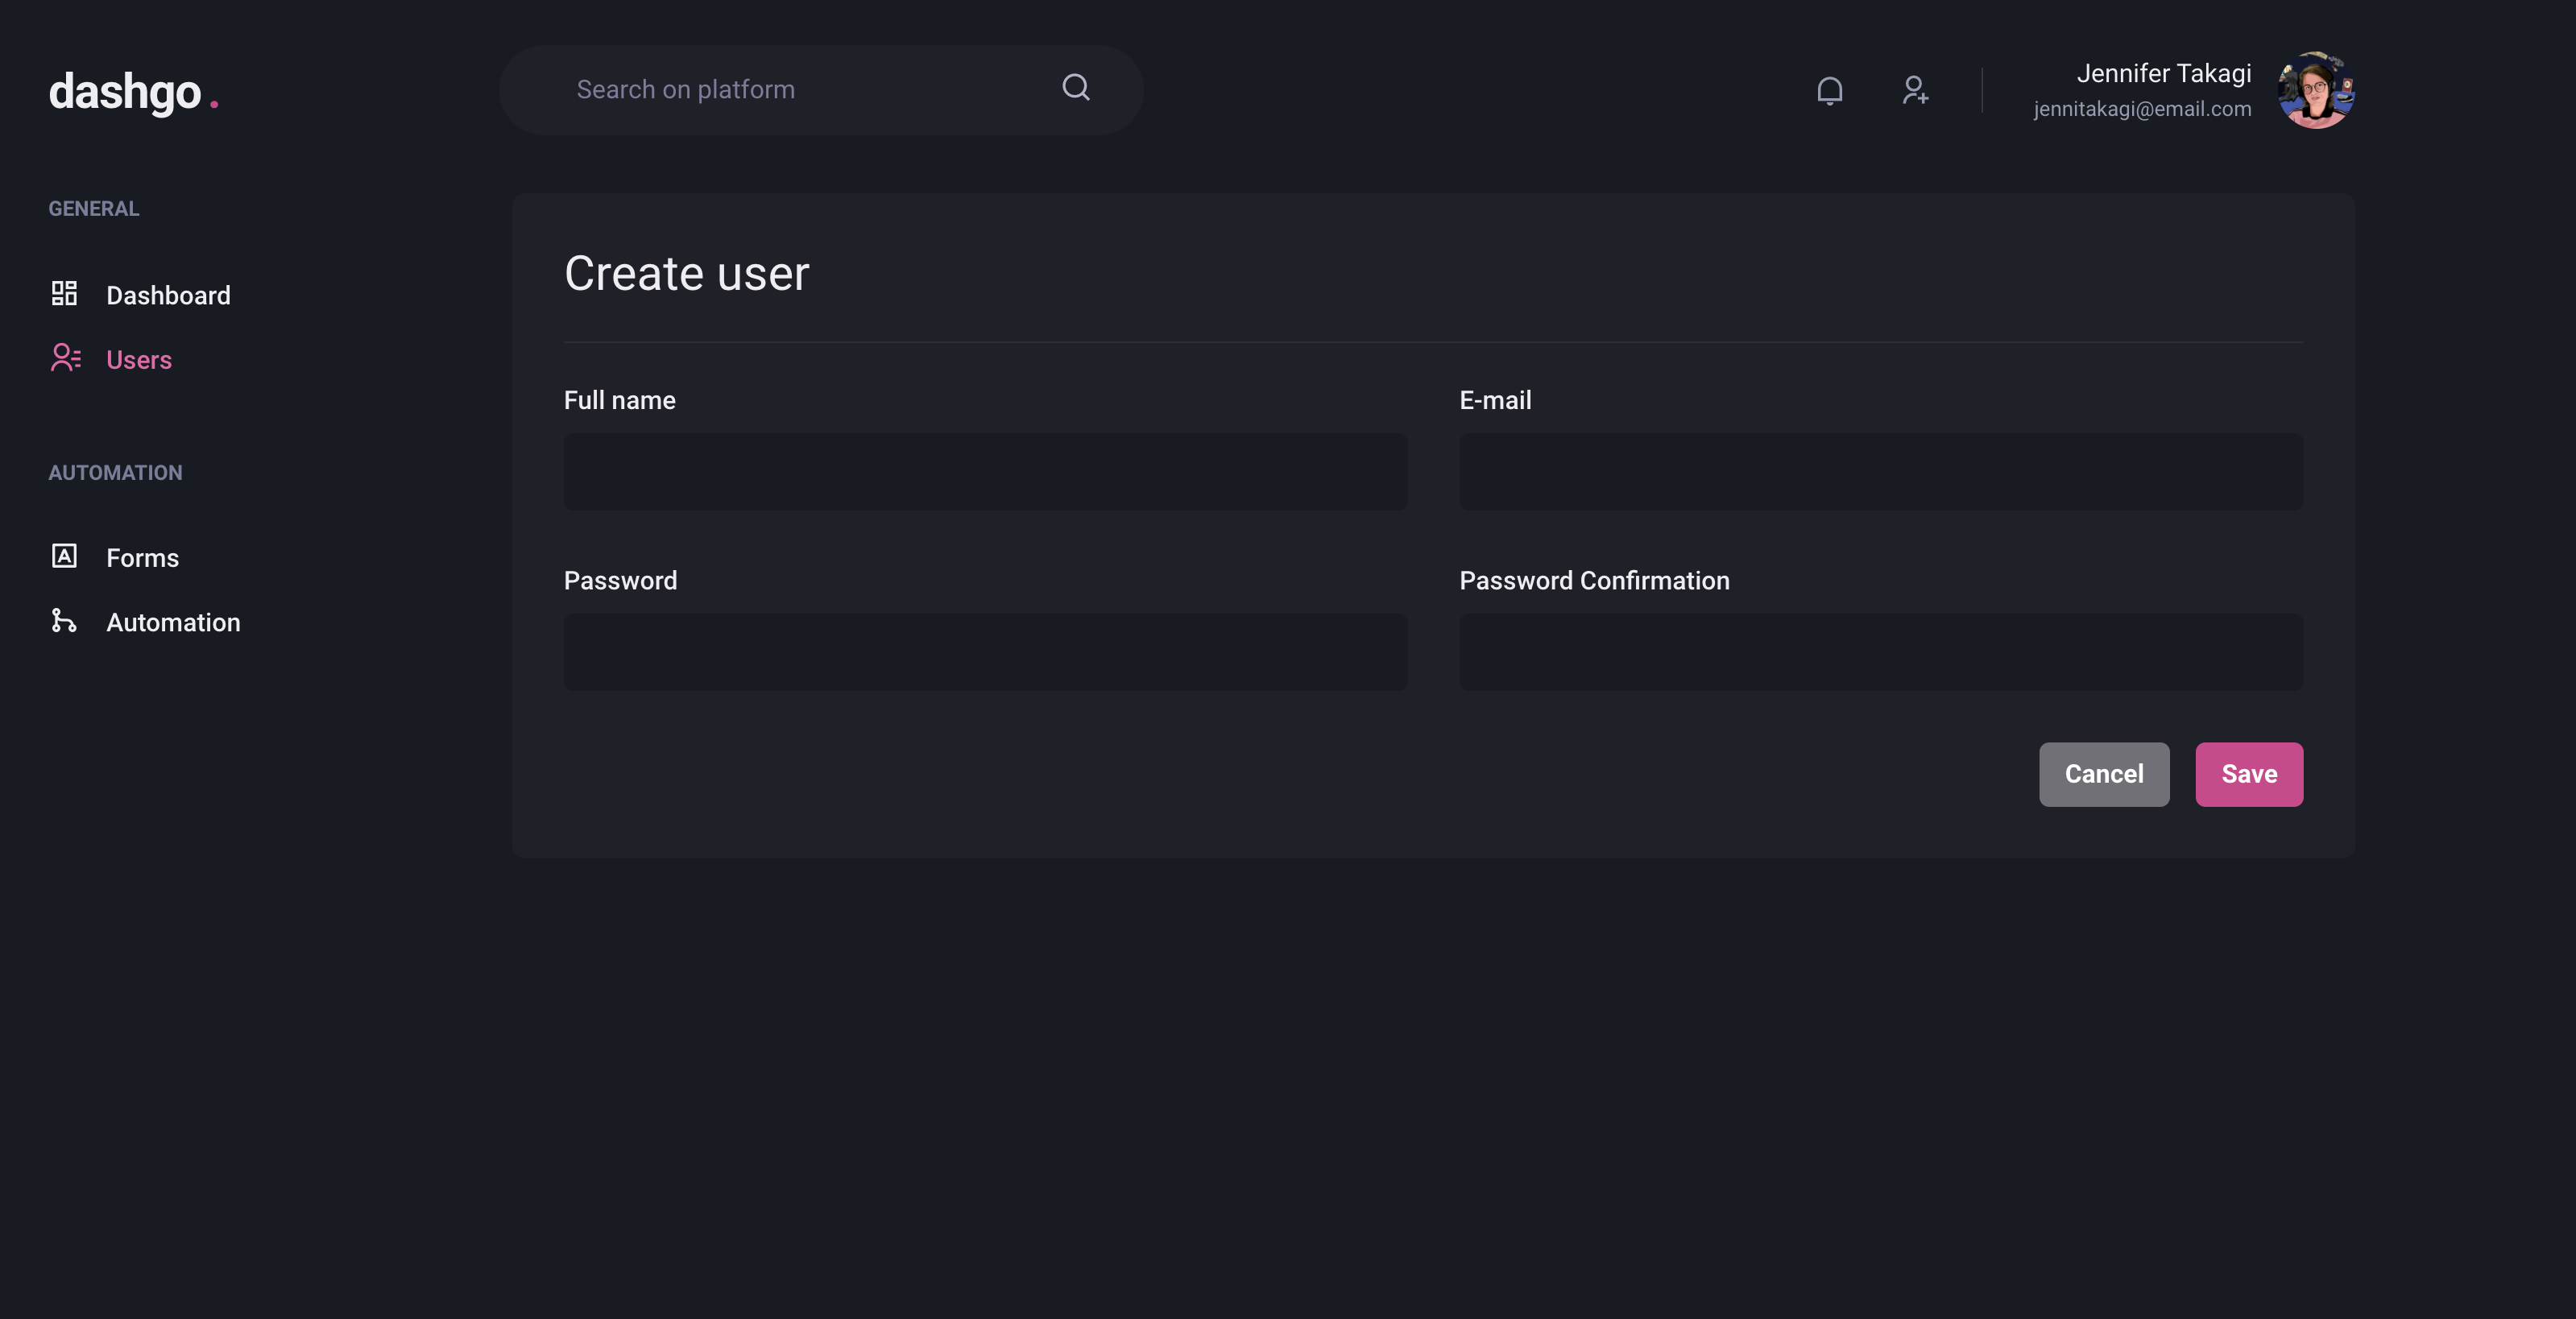 dashgo.
Search on platform
Jennifer Takagi
jennitakagi@email.com
GENERAL
Dashboard
Users
AUTOMATION
Forms
Automation
Create user
Full name
E-mail
Password
Password Confirmation
Cancel
Save